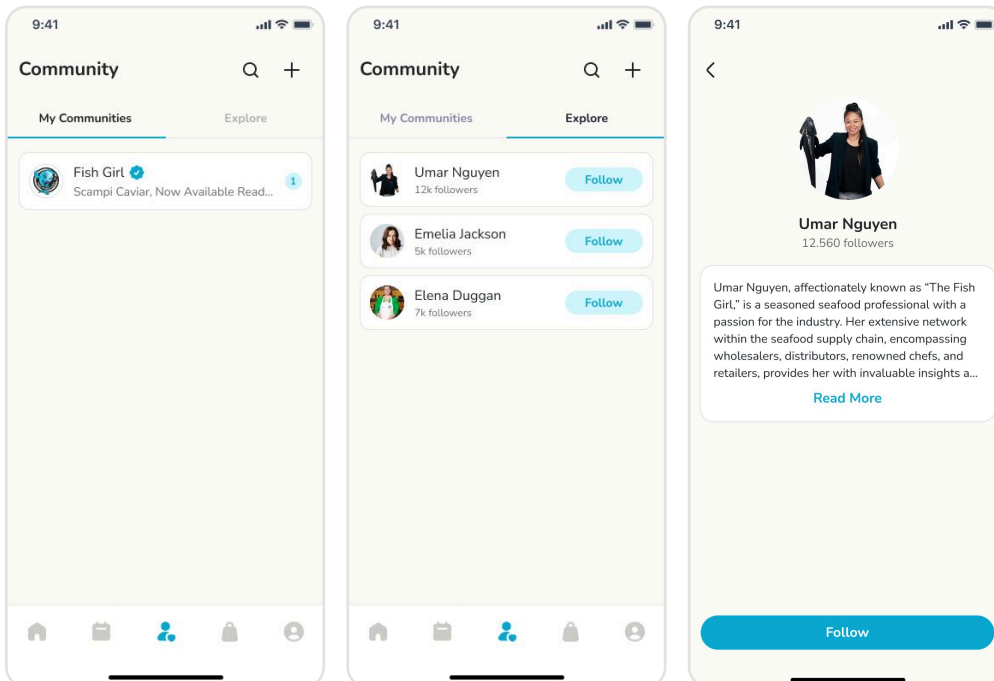 9:41
Community
My Communities
Explore
Fish Girl
Scampi Caviar, Now Available Read...
1
9:41
Community
My Communities
Explore
Umar Nguyen
12k followers
Follow
Emelia Jackson
5k followers
Follow
Elena Duggan
7k followers
Follow
9:41
Umar Nguyen
12.560 followers
Umar Nguyen, affectionately known as “The Fish
Girl,” is a seasoned seafood professional with a
passion for the industry. Her extensive network
within the seafood supply chain, encompassing
wholesalers, distributors, renowned chefs, and
retailers, provides her with invaluable insights a...
Read More
Follow